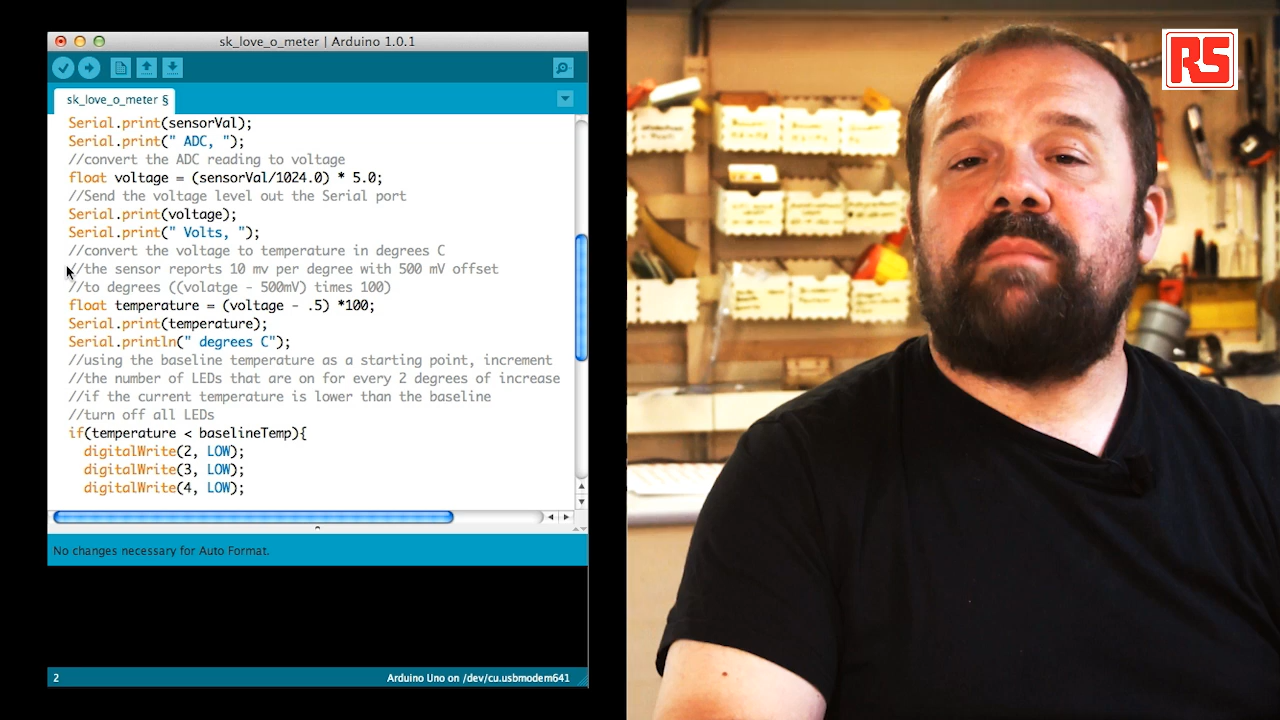 sk_love_o_meter | Arduino 1.0.1
sk_love_o_meter §
Serial.print(sensorVal);
Serial.print(" ADC, ");
//convert the ADC reading to voltage
float voltage = (sensorVal/1024.0) * 5.0;
//Send the voltage level out the Serial port
Serial.print(voltage);
Serial.print(" Volts, ");
//convert the voltage to temperature in degrees C
//the sensor reports 10 mv per degree with 500 mV offset
//to degrees ((volatge - 500mV) times 100)
float temperature = (voltage - .5) *100;
Serial.print(temperature);
Serial.println(" degrees C");
//using the baseline temperature as a starting point, increment
//the number of LEDs that are on for every 2 degrees of increase
//if the current temperature is lower than the baseline
//turn off all LEDs
if(temperature < baselineTemp){
digitalWrite(2, LOW);
digitalWrite(3, LOW);
digitalWrite(4, LOW);
No changes necessary for Auto Format.
2
Arduino Uno on /dev/cu.usbmodem641
RS